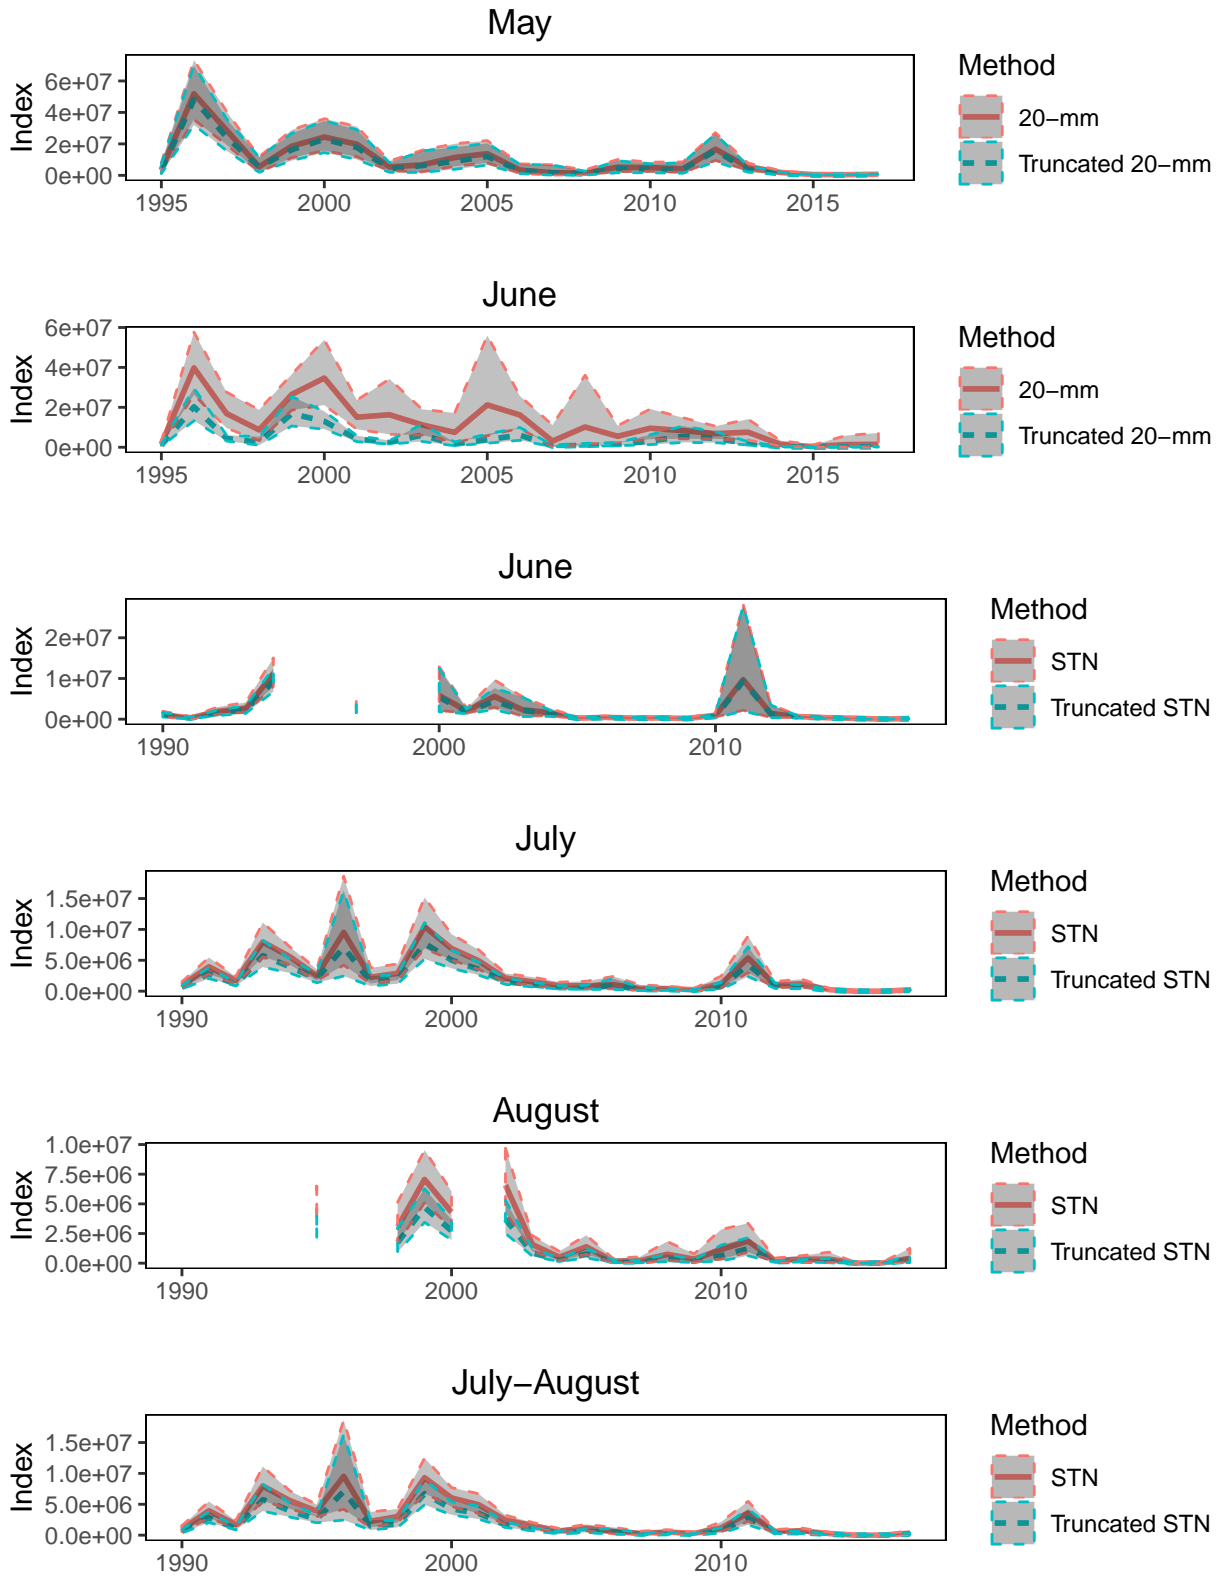 May
Index
6e+07
4e+07
2e+07
0e+00
1995 2000 2005 2010 2015
Method
20−mm
Truncated 20−mm
June
Index
6e+07
4e+07
2e+07
0e+00
1995 2000 2005 2010 2015
Method
20−mm
Truncated 20−mm
June
Index
2e+07
1e+07
0e+00
1990 2000 2010
Method
STN
Truncated STN
July
Index
1.5e+07
1.0e+07
5.0e+06
0.0e+00
1990 2000 2010
Method
STN
Truncated STN
August
Index
1.0e+07
7.5e+06
5.0e+06
2.5e+06
0.0e+00
1990 2000 2010
Method
STN
Truncated STN
July−August
Index
1.5e+07
1.0e+07
5.0e+06
0.0e+00
1990 2000 2010
Method
STN
Truncated STN